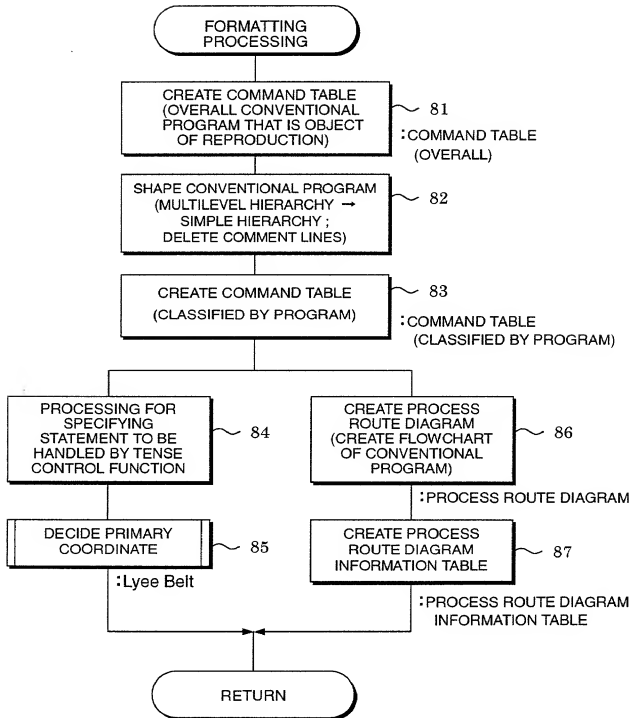 FORMATTING
PROCESSING
CREATE COMMAND TABLE
(OVERALL CONVENTIONAL
PROGRAM THAT IS OBJECT
OF REPRODUCTION)
81
:COMMAND TABLE
(OVERALL)
SHAPE CONVENTIONAL PROGRAM
(MULTILEVEL HIERARCHY →
SIMPLE HIERARCHY ;
DELETE COMMENT LINES)
82
CREATE COMMAND TABLE
(CLASSIFIED BY PROGRAM)
83
:COMMAND TABLE
(CLASSIFIED BY PROGRAM)
PROCESSING FOR
SPECIFYING
STATEMENT TO BE
HANDLED BY TENSE
CONTROL FUNCTION
84
CREATE PROCESS
ROUTE DIAGRAM
(CREATE FLOWCHART
OF CONVENTIONAL
PROGRAM)
86
:PROCESS ROUTE DIAGRAM
DECIDE PRIMARY
COORDINATE
85
:Lyee Belt
CREATE PROCESS
ROUTE DIAGRAM
INFORMATION TABLE
87
:PROCESS ROUTE DIAGRAM
INFORMATION TABLE
RETURN